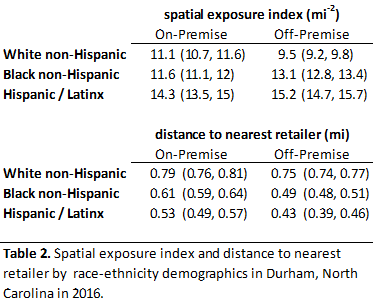 spatial exposure index (mi-2)
On-Premise Off-Premise
White non-Hispanic 11.1 (10.7, 11.6) 9.5 (9.2, 9.8)
Black non-Hispanic 11.6 (11.1, 12) 13.1 (12.8, 13.4)
Hispanic / Latinx 14.3 (13.5, 15) 15.2 (14.7, 15.7)
distance to nearest retailer (mi)
On-Premise Off-Premise
White non-Hispanic 0.79 (0.76, 0.81) 0.75 (0.74, 0.77)
Black non-Hispanic 0.61 (0.59, 0.64) 0.49 (0.48, 0.51)
Hispanic / Latinx 0.53 (0.49, 0.57) 0.43 (0.39, 0.46)
Table 2. Spatial exposure index and distance to nearest
retailer by race-ethnicity demographics in Durham, North
Carolina in 2016.